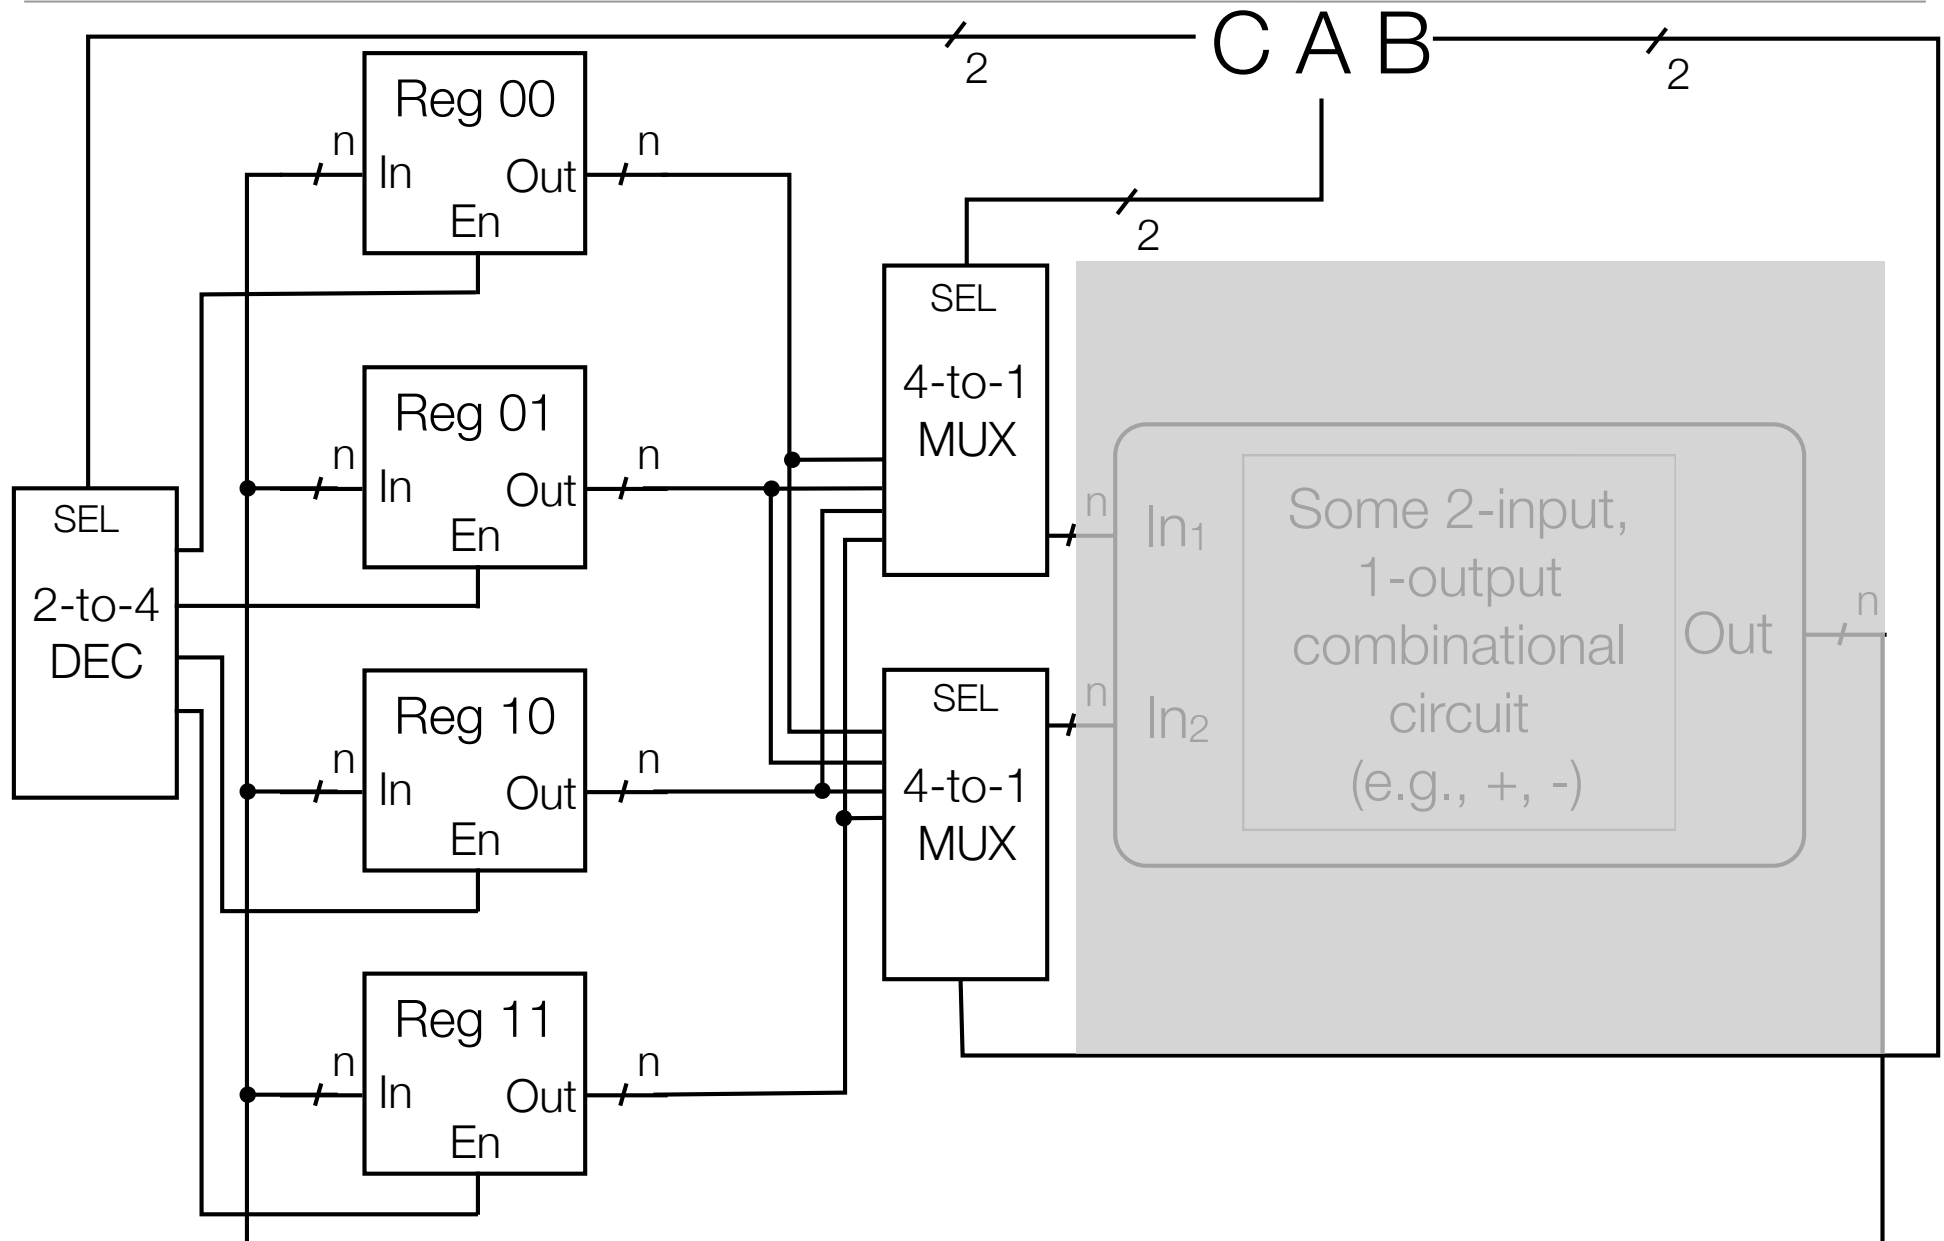 C A B
2
2
Reg 00
n
n
In
Out
En
2
SEL
4-to-1
MUX
Reg 01
n
n
In
Out
En
SEL
2-to-4
DEC
n
In1
Some 2-input,
1-output
combinational
circuit
(e.g., +, -)
n
Out
n
In2
SEL
4-to-1
MUX
Reg 10
n
n
In
Out
En
Reg 11
n
n
In
Out
En